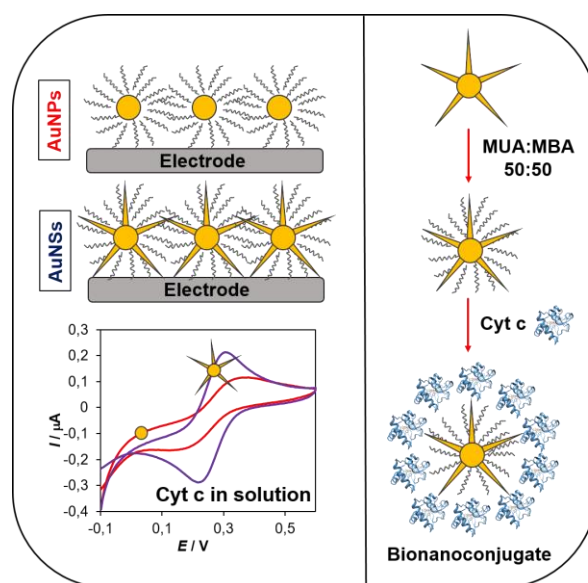 AuNPs
Electrode
AuNSs
Electrode
0,3
0,2
0,1
0
-0,1
-0,2
-0,3
-0,4
I / µA
Cyt c in solution
-0,1
0,1
0,3
0,5
E / V
MUA:MBA
50:50
Cyt c
Bionanoconjugate